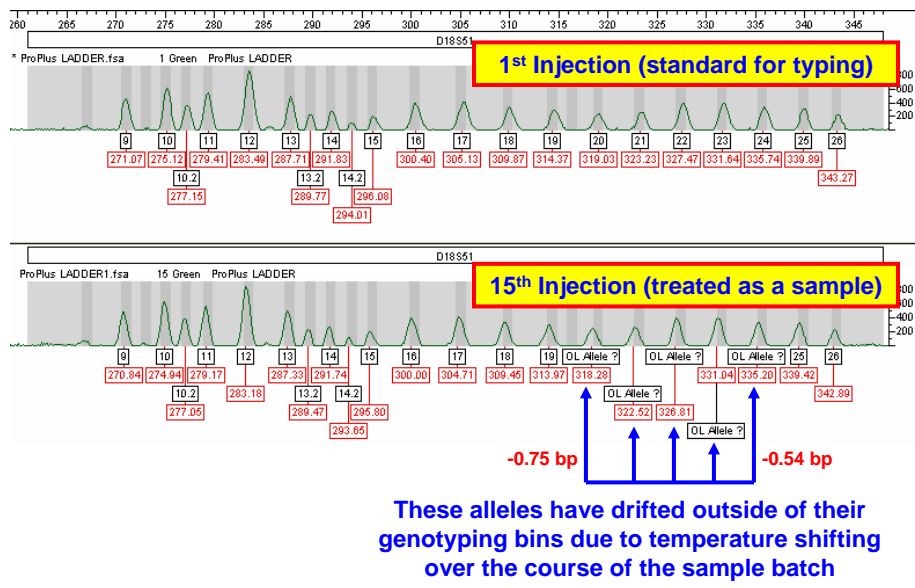 260 265 270 275 280 285 290 295 300 305 310 315 320 325 330 335 340 345
D18S51
* ProPlus LADDER.fsa 1 Green ProPlus LADDER
1st Injection (standard for typing)
800
600
400
200
9 10 11 12 13 14 15 16 17 18 19 20 21 22 23 24 25 26
271.07 275.12 279.41 283.49 287.71 291.83 300.40 305.13 309.87 314.37 319.03 323.23 327.47 331.64 335.74 339.89
10.2 13.2 14.2 296.08 343.27
277.15 289.77
294.01
D18S51
ProPlus LADDER1.fsa 15 Green ProPlus LADDER
15th Injection (treated as a sample)
800
600
400
200
9 10 11 12 13 14 15 16 17 18 19 OL Allele ? OL Allele ? OL Allele ? 25 26
270.84 274.94 279.17 287.33 291.74 300.00 304.71 309.45 313.97 318.28 335.20 339.42
10.2 283.18 13.2 14.2 295.80 OL Allele ? 326.81 331.04 342.89
277.05 289.47 322.52
293.65 OL Allele ?
-0.75 bp -0.54 bp
These alleles have drifted outside of their
genotyping bins due to temperature shifting
over the course of the sample batch